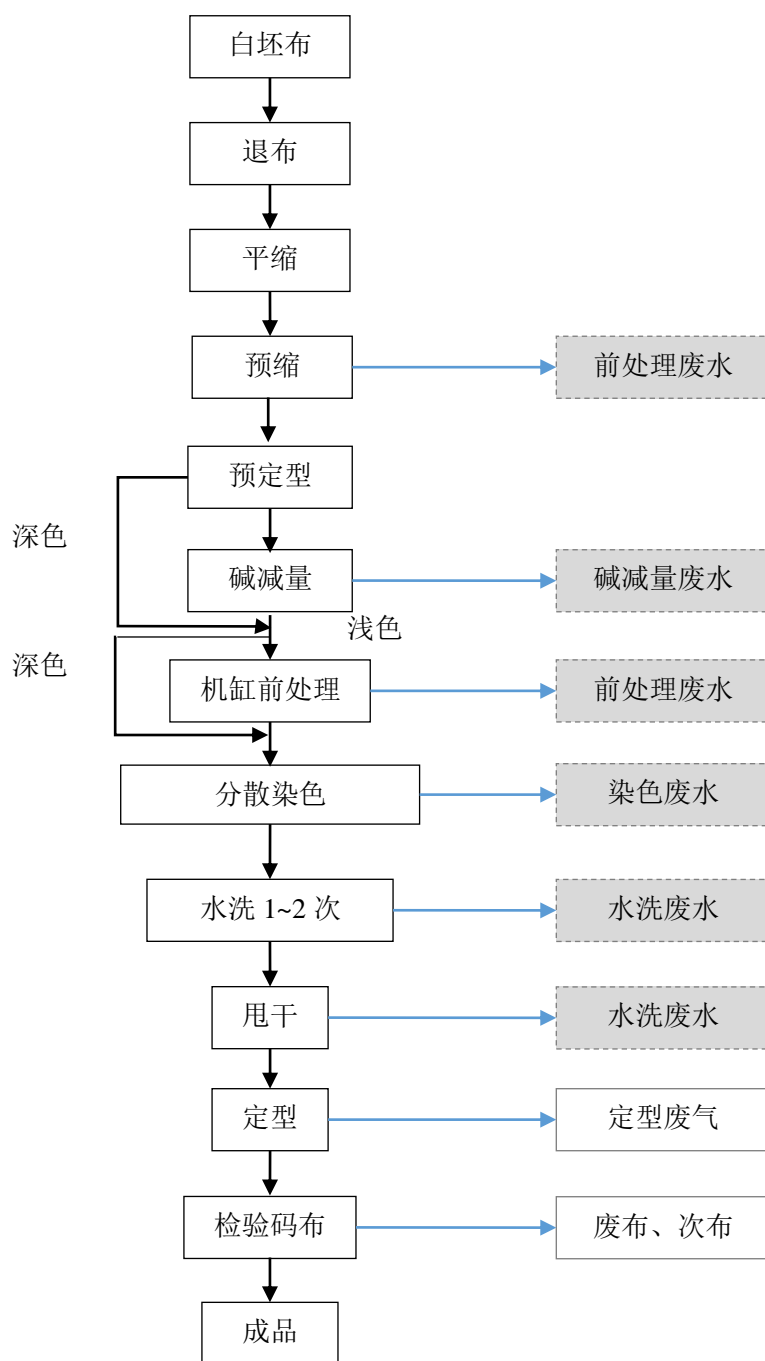 白坯布
退布
平缩
预缩
前处理废水
预定型
深色
碱减量
碱减量废水
浅色
深色
机缸前处理
前处理废水
分散染色
染色废水
水洗 1~2 次
水洗废水
甩干
水洗废水
定型
定型废气
检验码布
废布、次布
成品